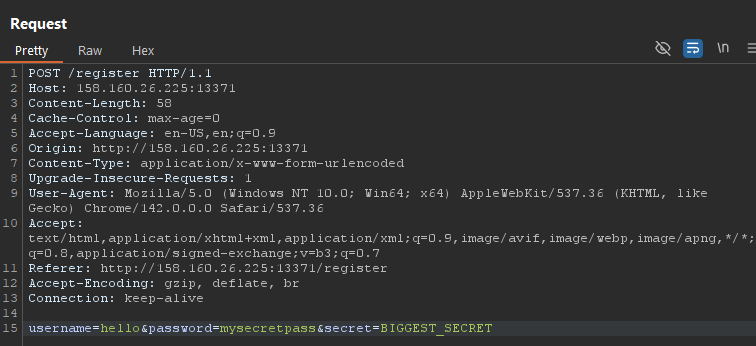 Request
Pretty Raw Hex
\n
1 POST /register HTTP/1.1
2 Host: 158.160.26.225:13371
3 Content-Length: 58
4 Cache-Control: max-age=0
5 Accept-Language: en-US,en;q=0.9
6 Origin: http://158.160.26.225:13371
7 Content-Type: application/x-www-form-urlencoded
8 Upgrade-Insecure-Requests: 1
9 User-Agent: Mozilla/5.0 (Windows NT 10.0; Win64; x64) AppleWebKit/537.36 (KHTML, like
Gecko) Chrome/142.0.0.0 Safari/537.36
10 Accept:
text/html,application/xhtml+xml,application/xml;q=0.9,image/avif,image/webp,image/apng,*/*;
q=0.8,application/signed-exchange;v=b3;q=0.7
11 Referer: http://158.160.26.225:13371/register
12 Accept-Encoding: gzip, deflate, br
13 Connection: keep-alive
14
15 username=hello&password=mysecretpass&secret=BIGGEST_SECRET